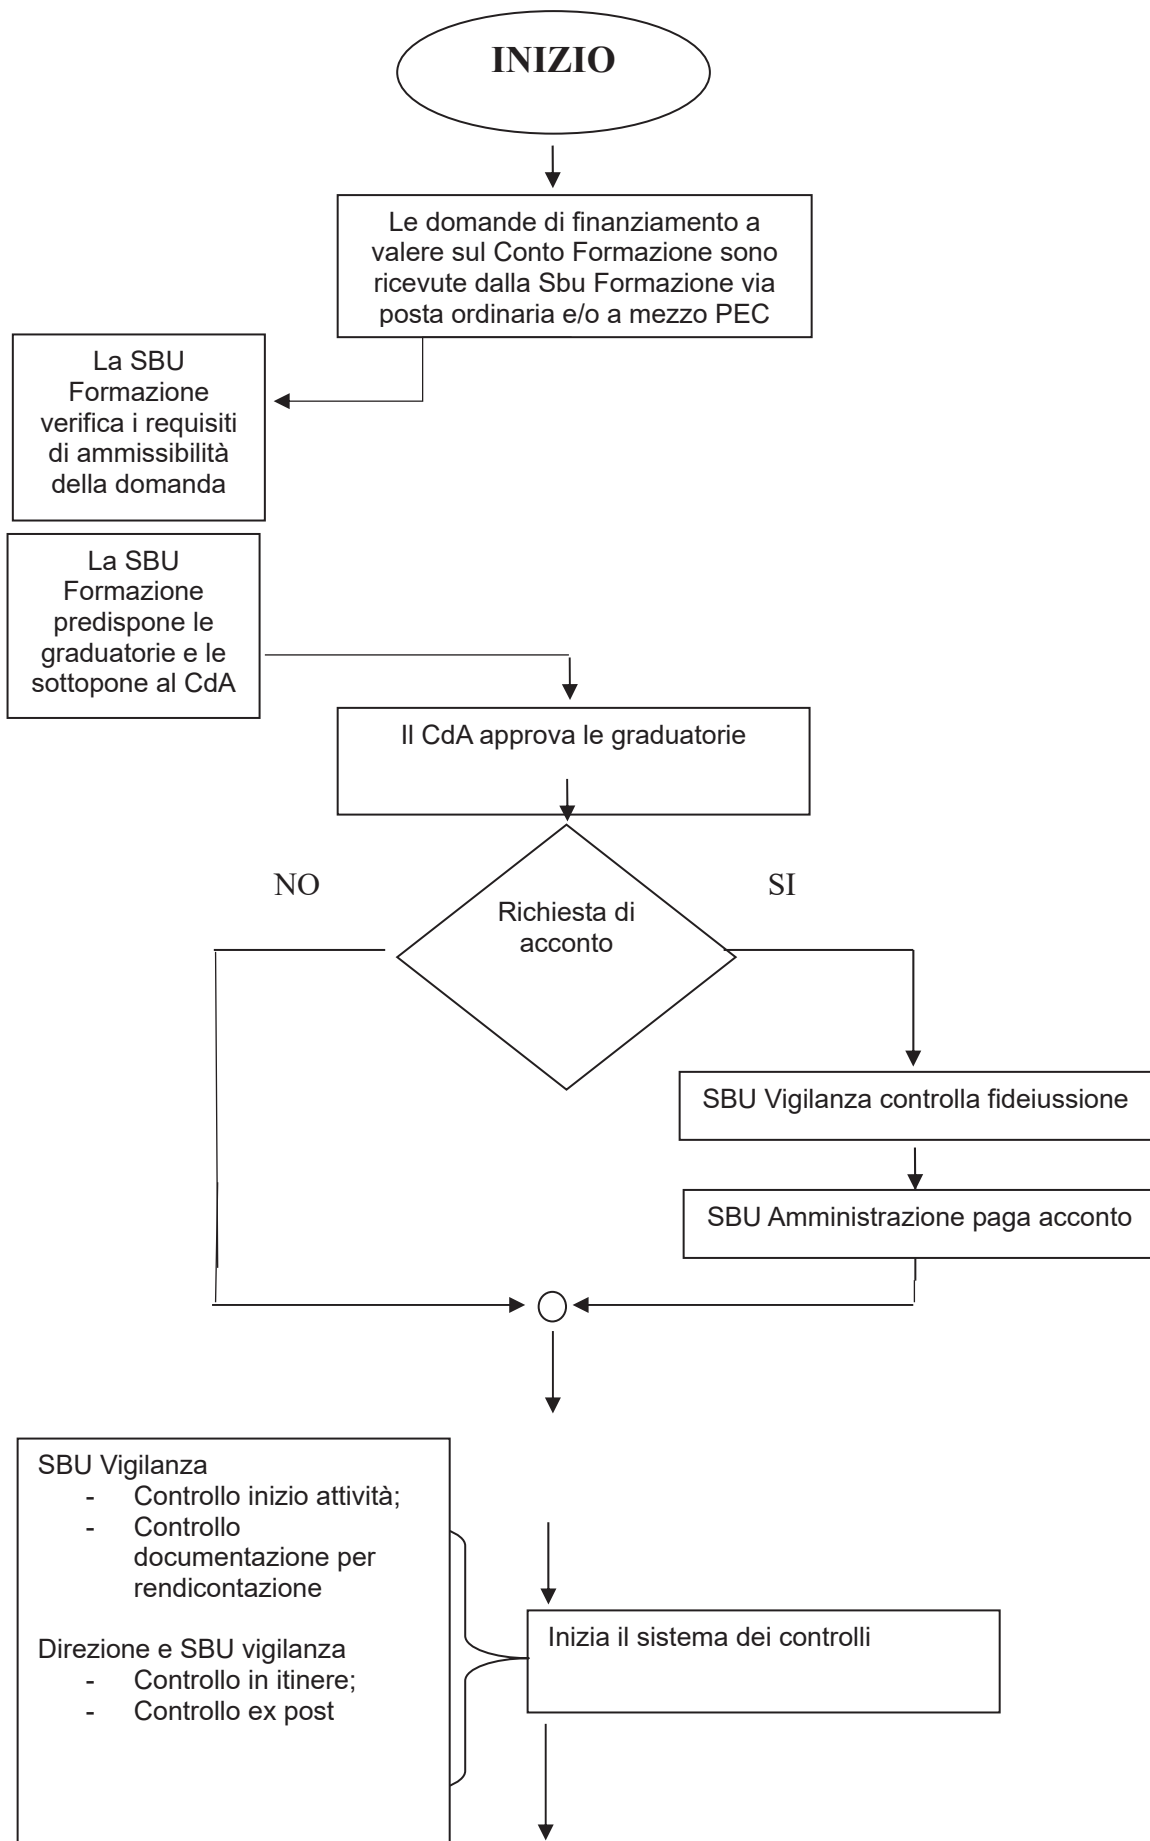 INIZIO
Le domande di finanziamento a
valere sul Conto Formazione sono
ricevute dalla Sbu Formazione via
posta ordinaria e/o a mezzo PEC
La SBU
Formazione
verifica i requisiti
di ammissibilità
della domanda
La SBU
Formazione
predispone le
graduatorie e le
sottopone al CdA
Il CdA approva le graduatorie
NO
SI
Richiesta di
acconto
SBU Vigilanza controlla fideiussione
SBU Amministrazione paga acconto
SBU Vigilanza
- Controllo inizio attività;
- Controllo
documentazione per
rendicontazione
Direzione e SBU vigilanza
- Controllo in itinere;
- Controllo ex post
Inizia il sistema dei controlli